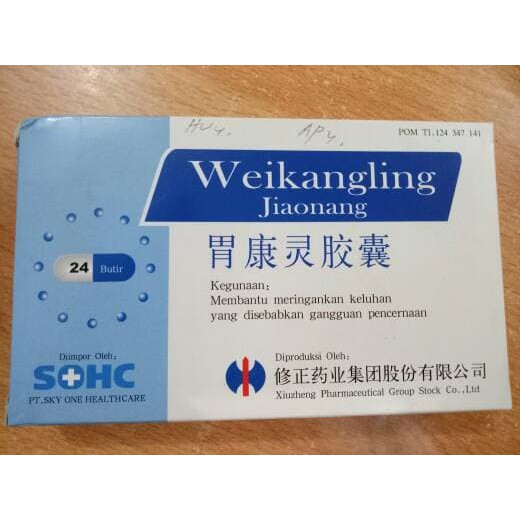 POM TI. 124 347 141
Weikangling
Jiaonang
胃康灵胶囊
24 Butir
Kegunaan:
Membantu meringankan keluhan
yang disebabkan gangguan pencernaan
Diimpor Oleh:
SOHC
PT.SKY ONE HEALTHCARE
Diproduksi Oleh:
修正药业集团股份有限公司
Xiuzheng Pharmaceutical Group Stock Co.,Ltd